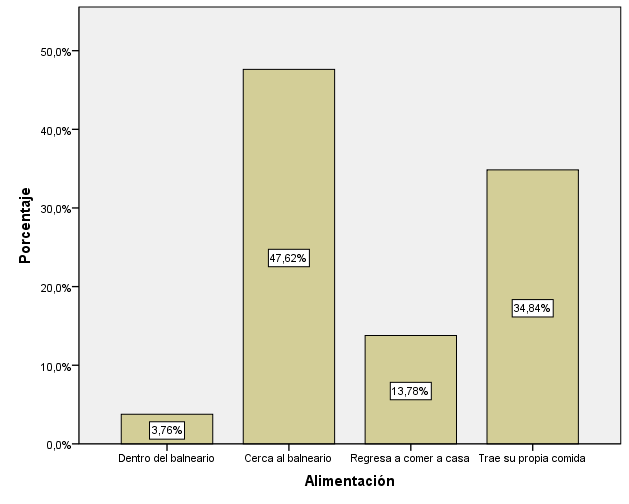 Porcentaje
50,0%
40,0%
30,0%
20,0%
10,0%
0,0%
3,76%
47,62%
13,78%
34,84%
Dentro del balneario
Cerca al balneario
Regresa a comer a casa
Trae su propia comida
Alimentación